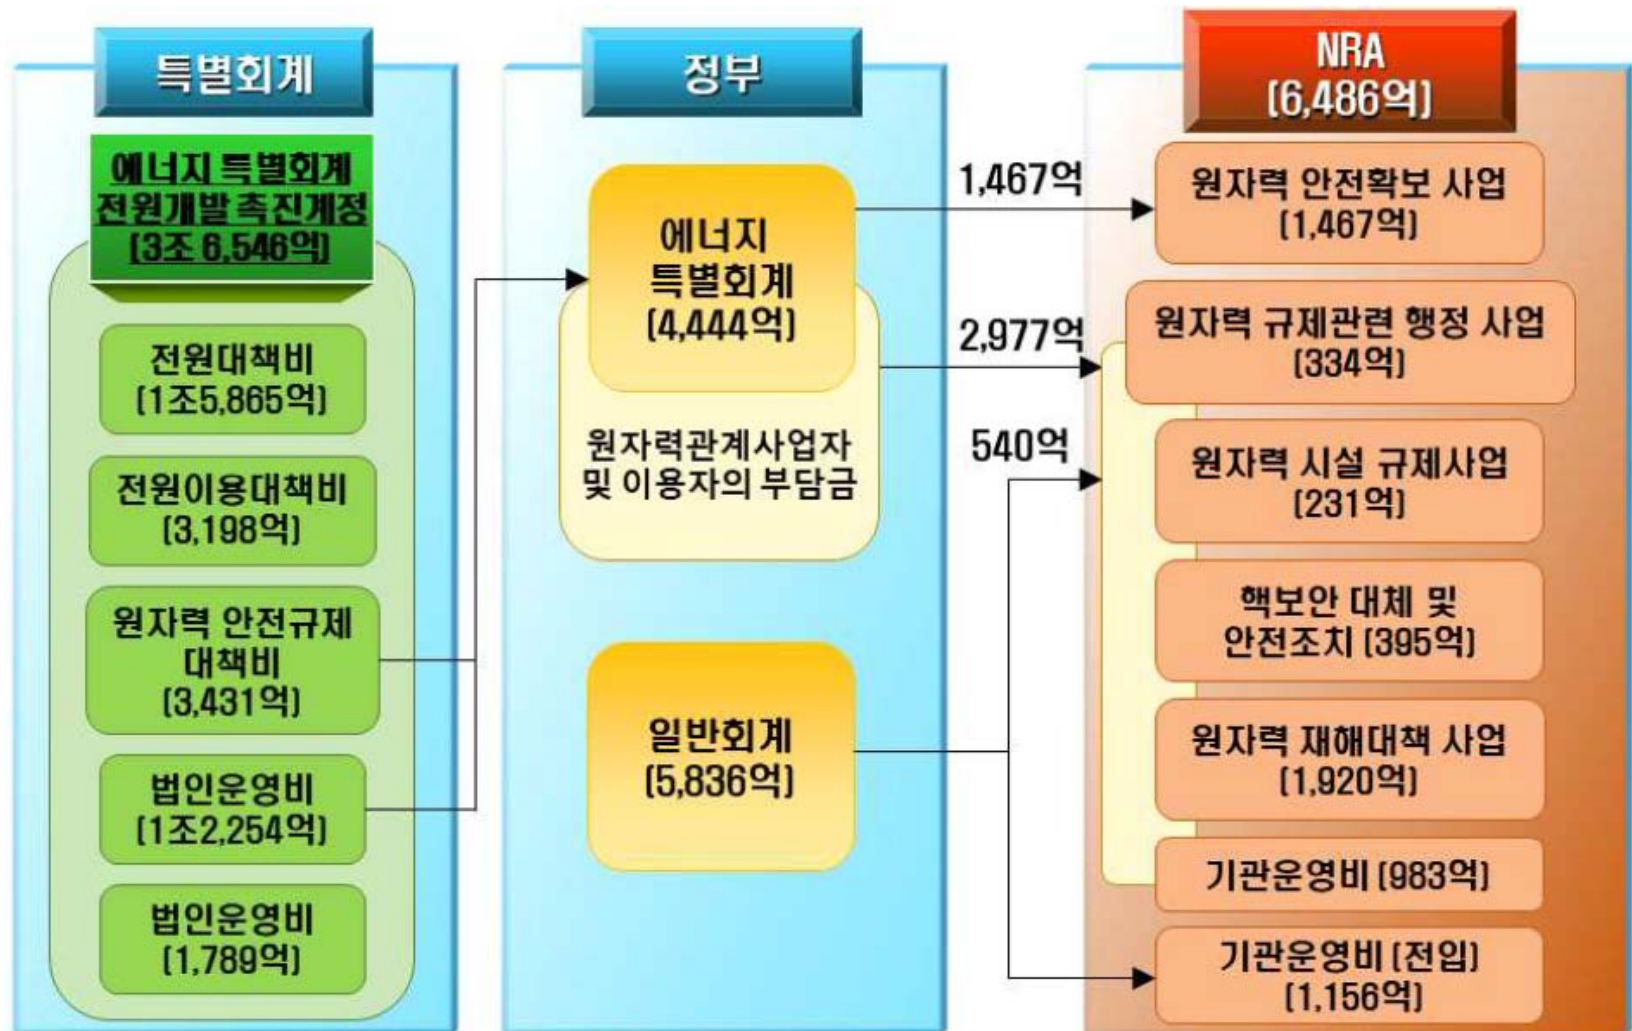 특별회계
에너지 특별회계
전원개발 촉진계정
(3조 6,546억)
전원대책비
(1조5,865억)
전원이용대책비
(3,198억)
원자력 안전규제
대책비
(3,431억)
법인운영비
(1조2,254억)
법인운영비
(1,789억)
정부
에너지
특별회계
(4,444억)
원자력관계사업자
및 이용자의 부담금
일반회계
(5,836억)
1,467억
2,977억
540억
NRA
(6,486억)
원자력 안전확보 사업
(1,467억)
원자력 규제관련 행정 사업
(334억)
원자력 시설 규제사업
(231억)
핵보안 대체 및
안전조치 (395억)
원자력 재해대책 사업
(1,920억)
기관운영비 (983억)
기관운영비 (전입)
(1,156억)